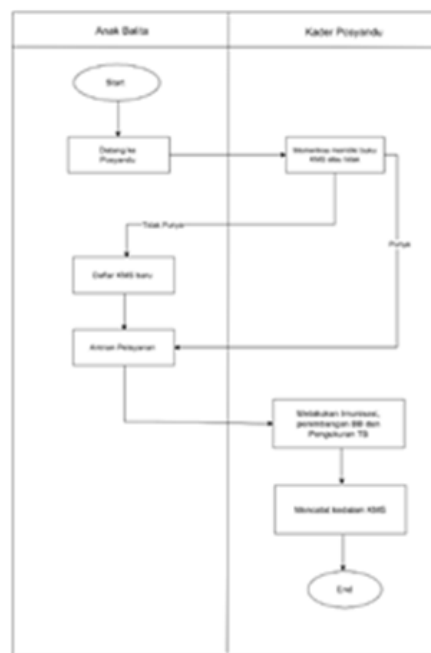 Anak Balita
Kader Posyandu
Start
Datang ke
Posyandu
Memeriksa memiliki buku
KMS atau tidak
Tidak Punya
Punya
Daftar KMS baru
Antrian Pelayanan
Melakukan Imunisasi,
penimbangan BB dan
Pengukuran TB
Mencatat kedalam KMS
End